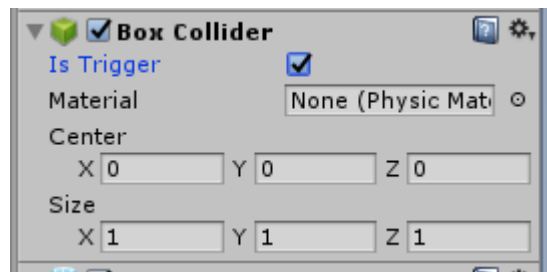 Box Collider
Is Trigger
Material None (Physic Mat
Center
X 0 Y 0 Z 0
Size
X 1 Y 1 Z 1